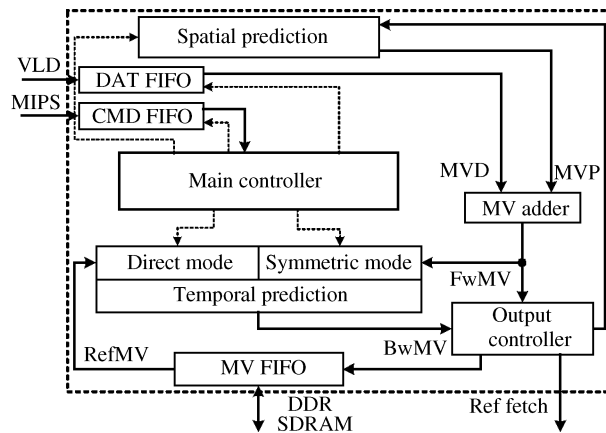 Spatial prediction
VLD
DAT FIFO
MIPS
CMD FIFO
Main controller
MVD
MVP
MV adder
Direct mode
Symmetric mode
Temporal prediction
FwMV
Output
controller
BwMV
RefMV
MV FIFO
DDR
SDRAM
Ref fetch